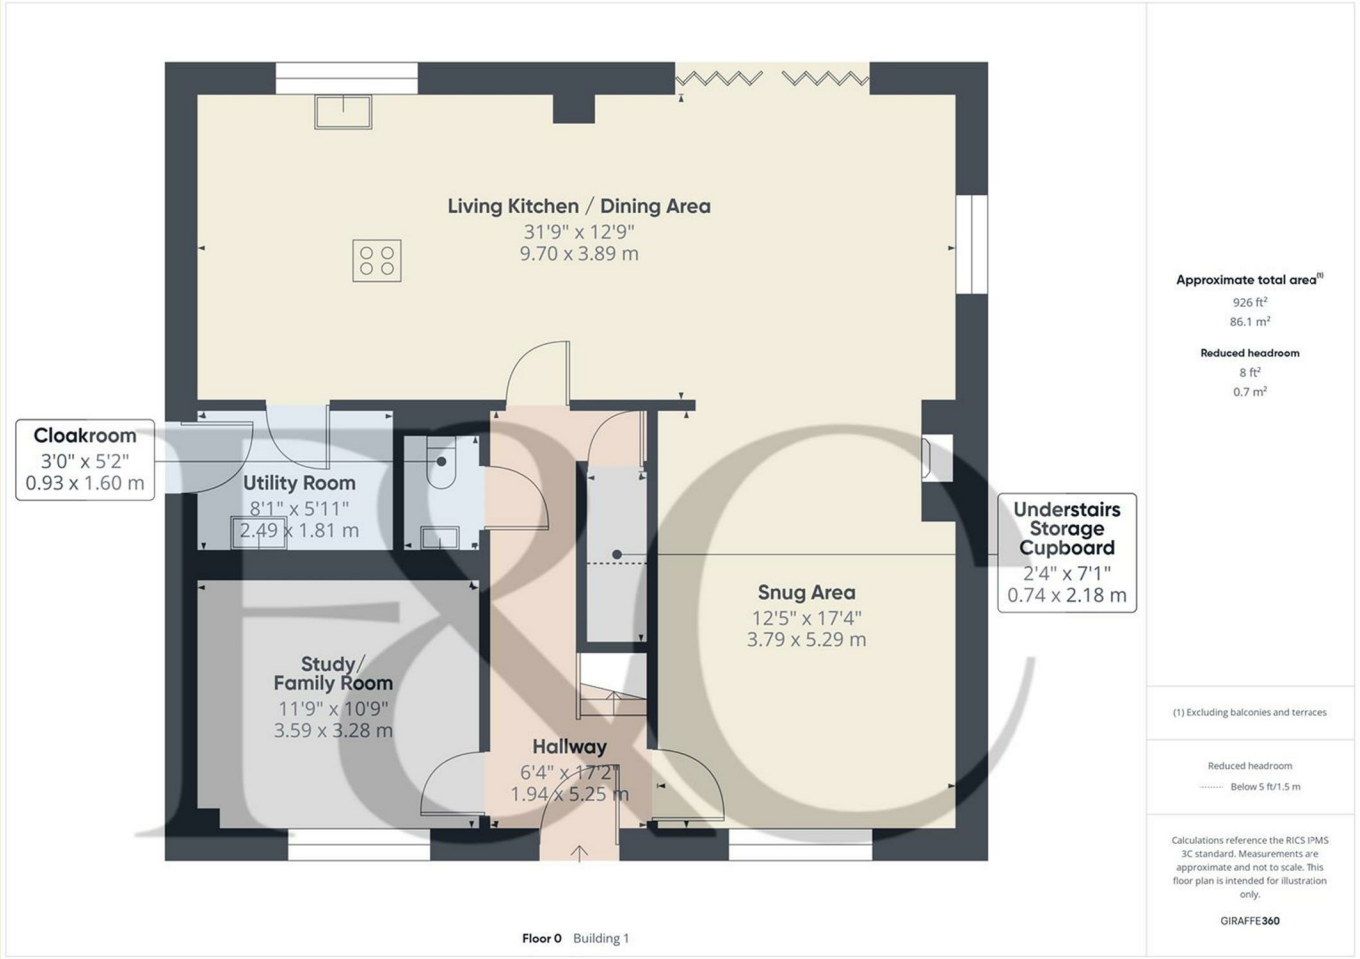 Living Kitchen / Dining Area
31'9" x 12'9"
9.70 x 3.89 m
Cloakroom
3'0" x 5'2"
0.93 x 1.60 m
Utility Room
8'1" x 5'11"
2.49 x 1.81 m
Understairs
Storage
Cupboard
2'4" x 7'1"
0.74 x 2.18 m
Snug Area
12'5" x 17'4"
3.79 x 5.29 m
Study/
Family Room
11'9" x 10'9"
3.59 x 3.28 m
Hallway
6'4" x 17'2"
1.94 x 5.25 m
F&C
Floor 0 Building 1
Approximate total area(1)
926 ft²
86.1 m²
Reduced headroom
8 ft²
0.7 m²
(1) Excluding balconies and terraces
Reduced headroom
Below 5 ft/1.5 m
Calculations reference the RICS IPMS
3C standard. Measurements are
approximate and not to scale. This
floor plan is intended for illustration
only.
GIRAFFE360